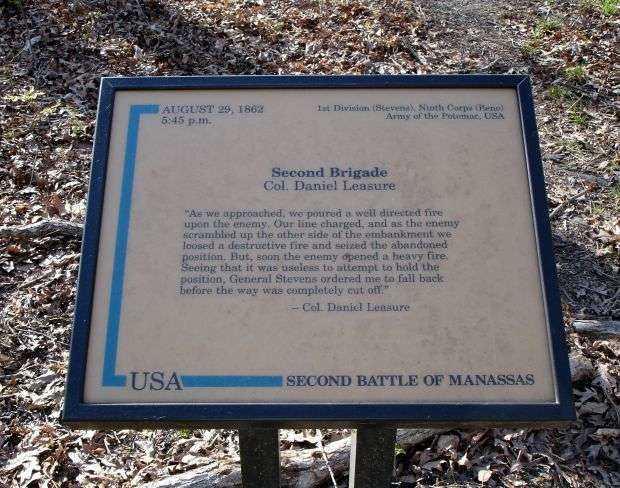 AUGUST 29, 1862
5:45 p.m.
1st Division (Stevens), Ninth Corps (Reno)
Army of the Potomac, USA
Second Brigade
Col. Daniel Leasure
"As we approached, we poured a well directed fire
upon the enemy. Our line charged, and as the enemy
scrambled up the other side of the embankment we
loosed a destructive fire and seized the abandoned
position. But, soon the enemy opened a heavy fire.
Seeing that it was useless to attempt to hold the
position, General Stevens ordered me to fall back
before the way was completely cut off."
– Col. Daniel Leasure
USA
SECOND BATTLE OF MANASSAS